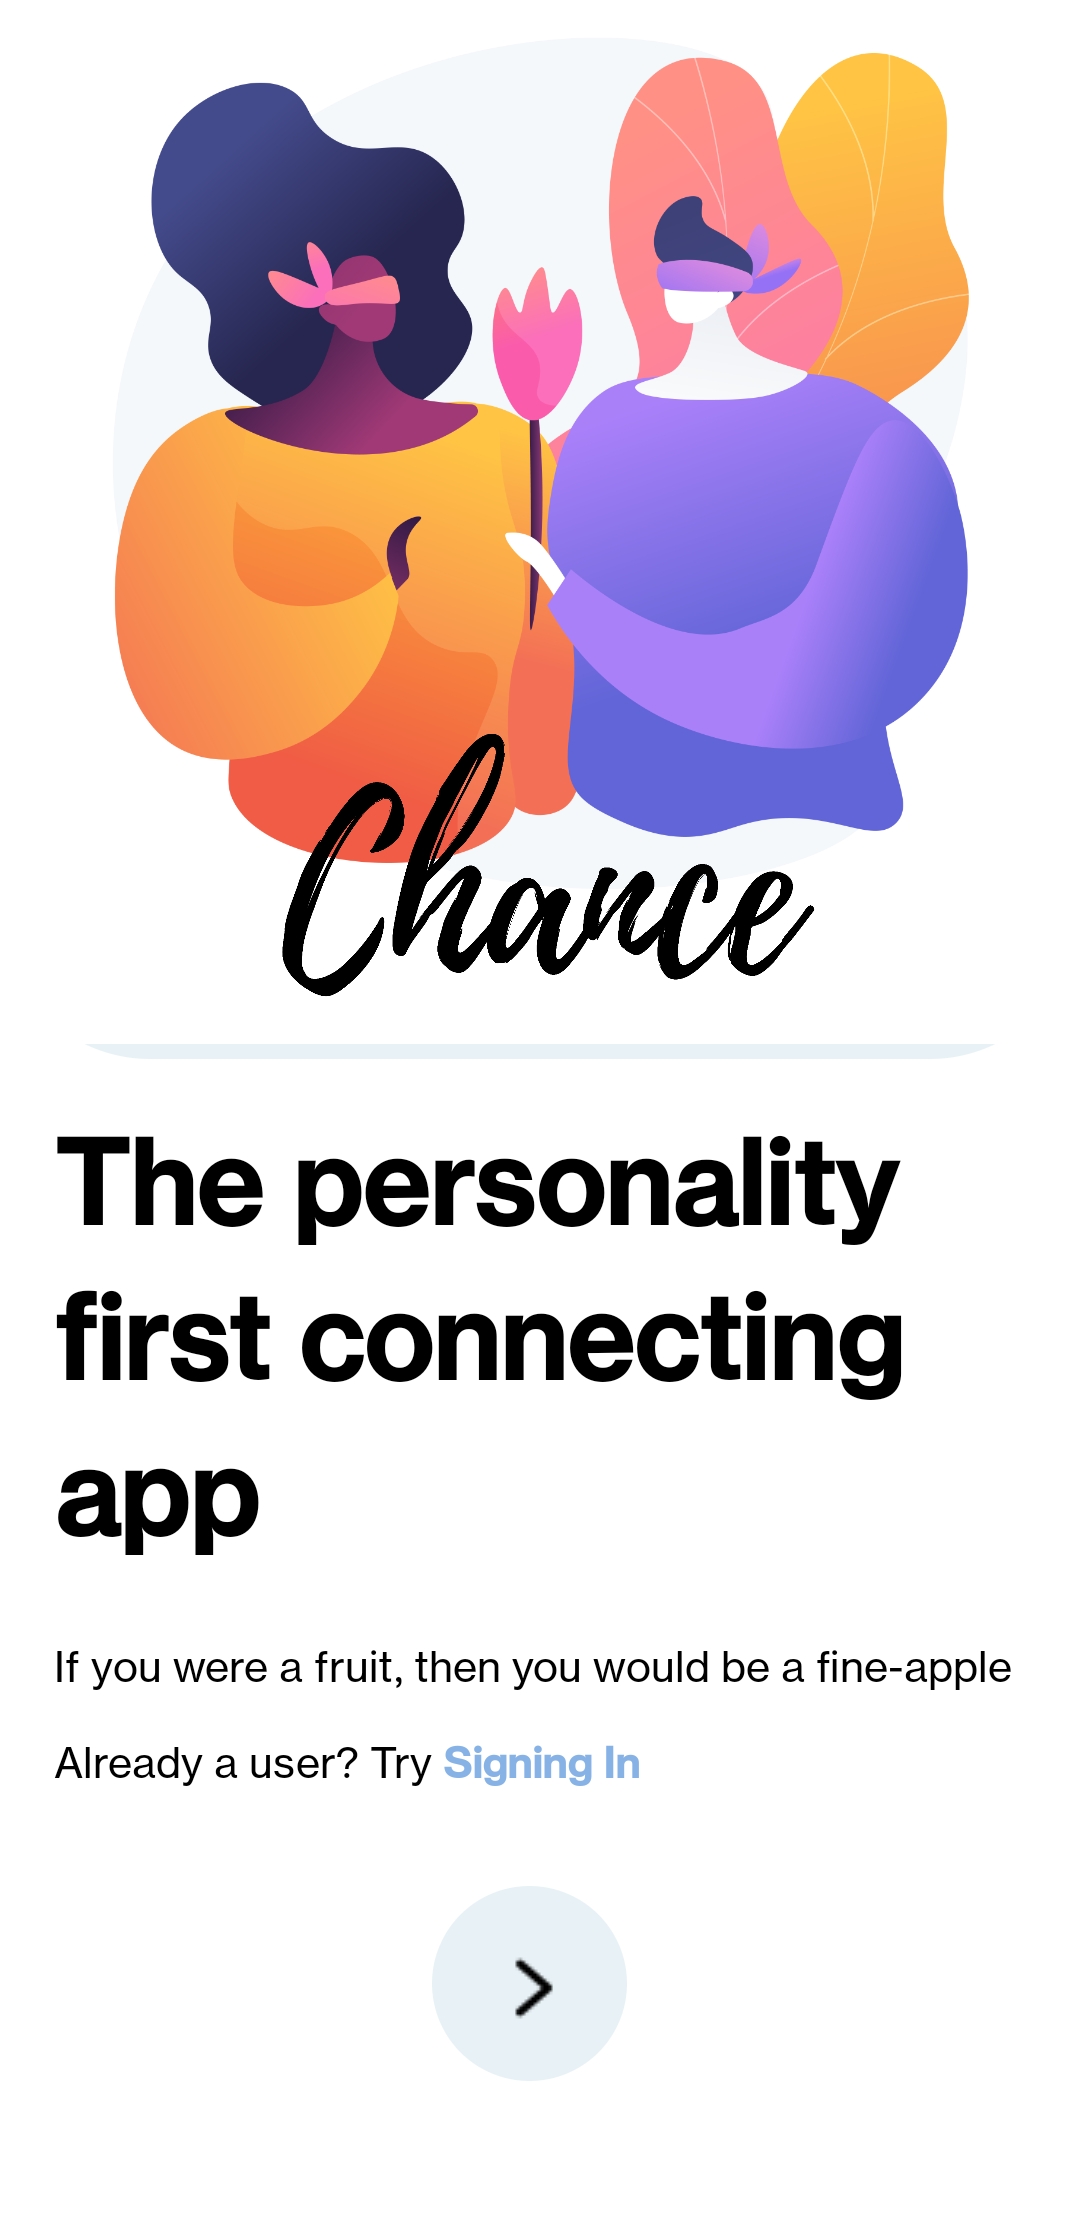 Chance
The personality
first connecting
app
If you were a fruit, then you would be a fine-apple
Already a user? Try Signing In